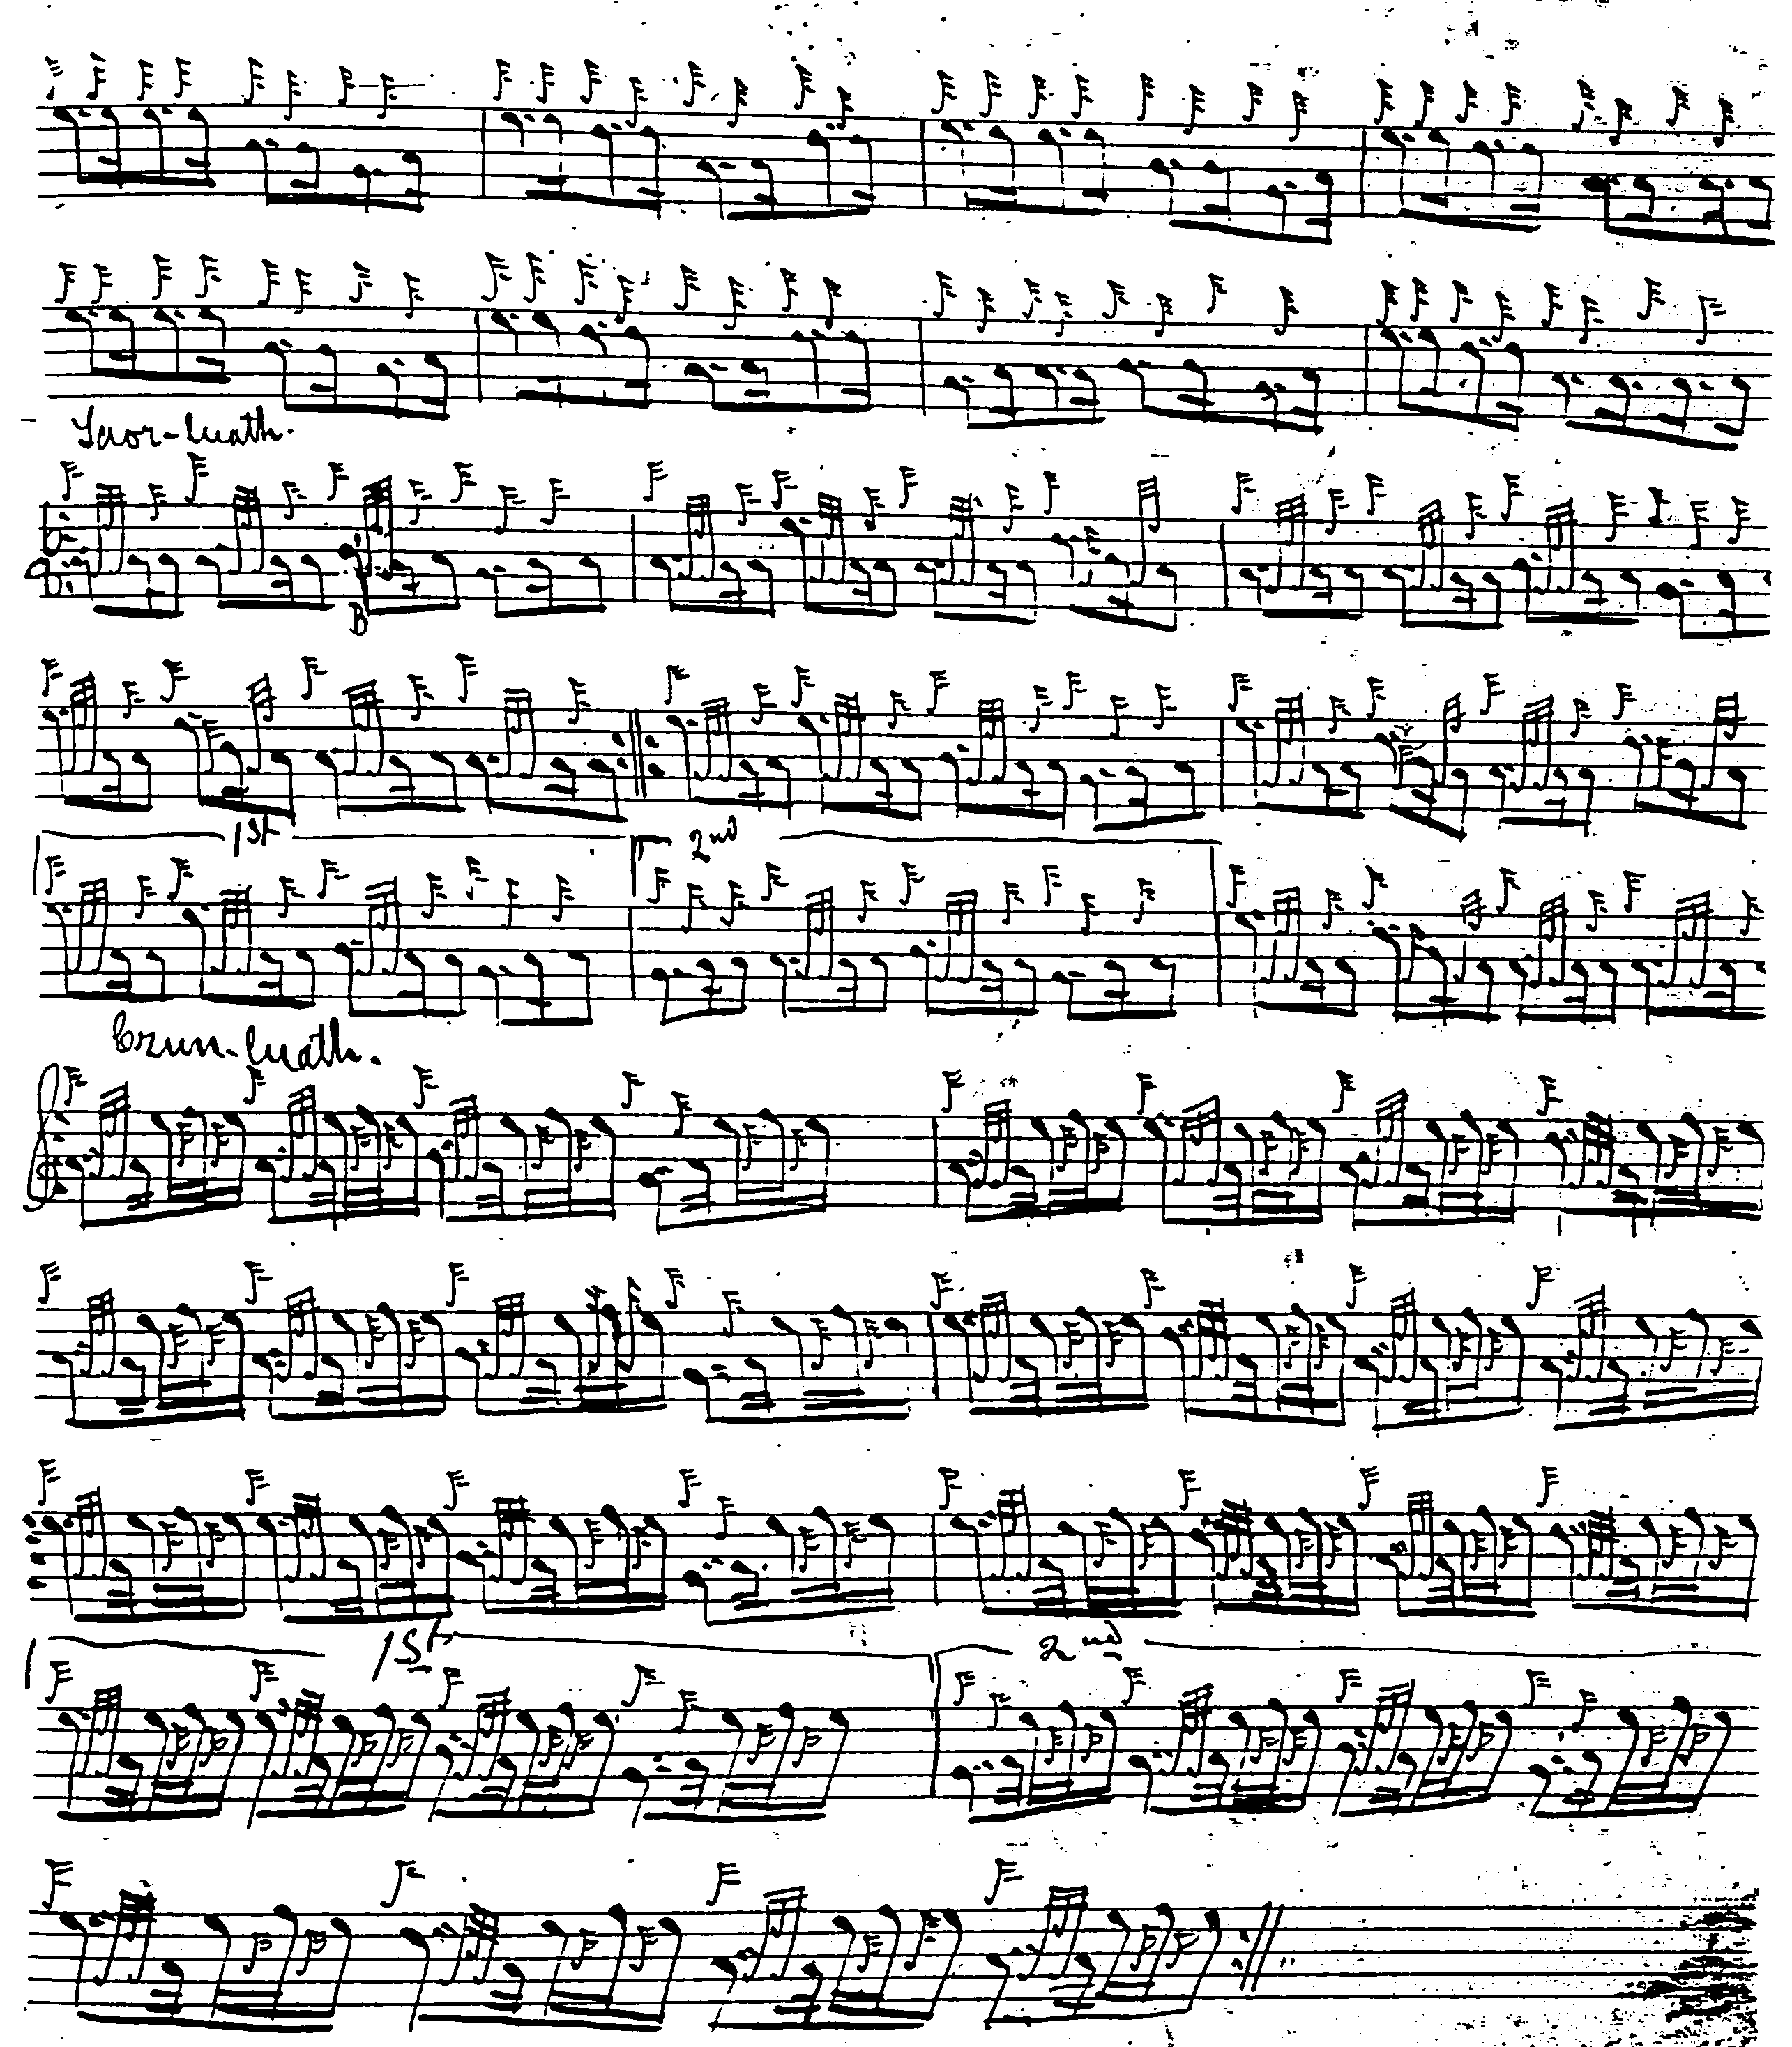 Taor-luath.
B
1st 2nd
Crun-luath.
1st 2nd